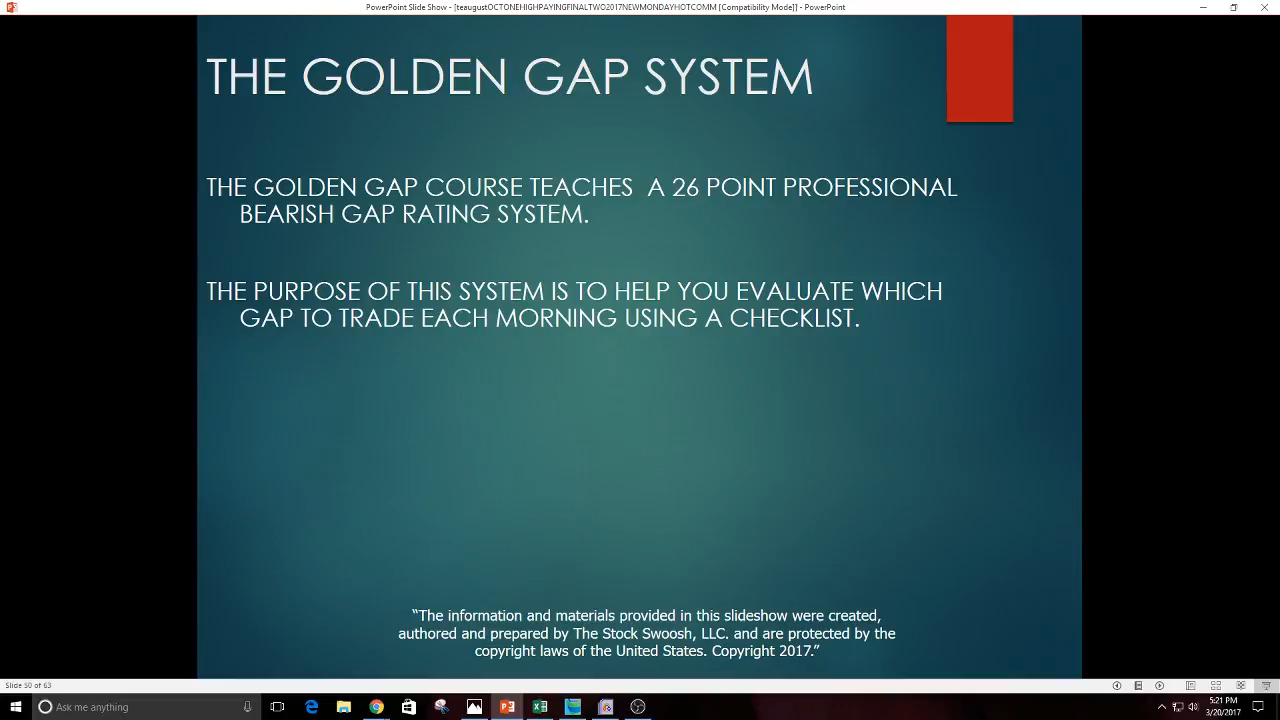 PowerPoint Slide Show - [teaugustOCTONEHIGHPAYINGFINALTWO2017NEWMONDAYHOTCOMM [Compatibility Mode]] - PowerPoint
THE GOLDEN GAP SYSTEM
THE GOLDEN GAP COURSE TEACHES  A 26 POINT PROFESSIONAL
BEARISH GAP RATING SYSTEM.
THE PURPOSE OF THIS SYSTEM IS TO HELP YOU EVALUATE WHICH
GAP TO TRADE EACH MORNING USING A CHECKLIST.
“The information and materials provided in this slideshow were created,
authored and prepared by The Stock Swoosh, LLC. and are protected by the
copyright laws of the United States. Copyright 2017.”
Slide 50 of 63
Ask me anything
5:21 PM
3/20/2017